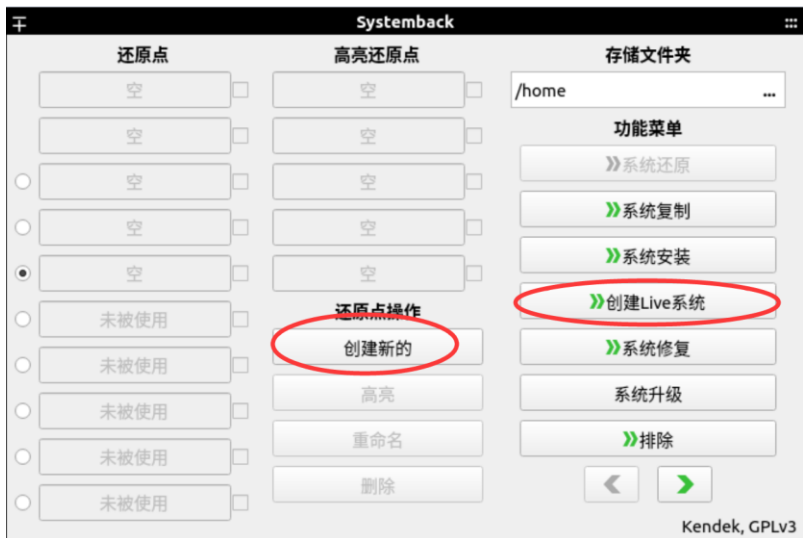 Systemback
还原点
空
空
空
空
空
未被使用
未被使用
未被使用
未被使用
未被使用
高亮还原点
空
空
空
空
空
还原点操作
创建新的
高亮
重命名
删除
存储文件夹
/home ...
功能菜单
系统还原
系统复制
系统安装
创建Live系统
系统修复
系统升级
排除
Kendek, GPLv3